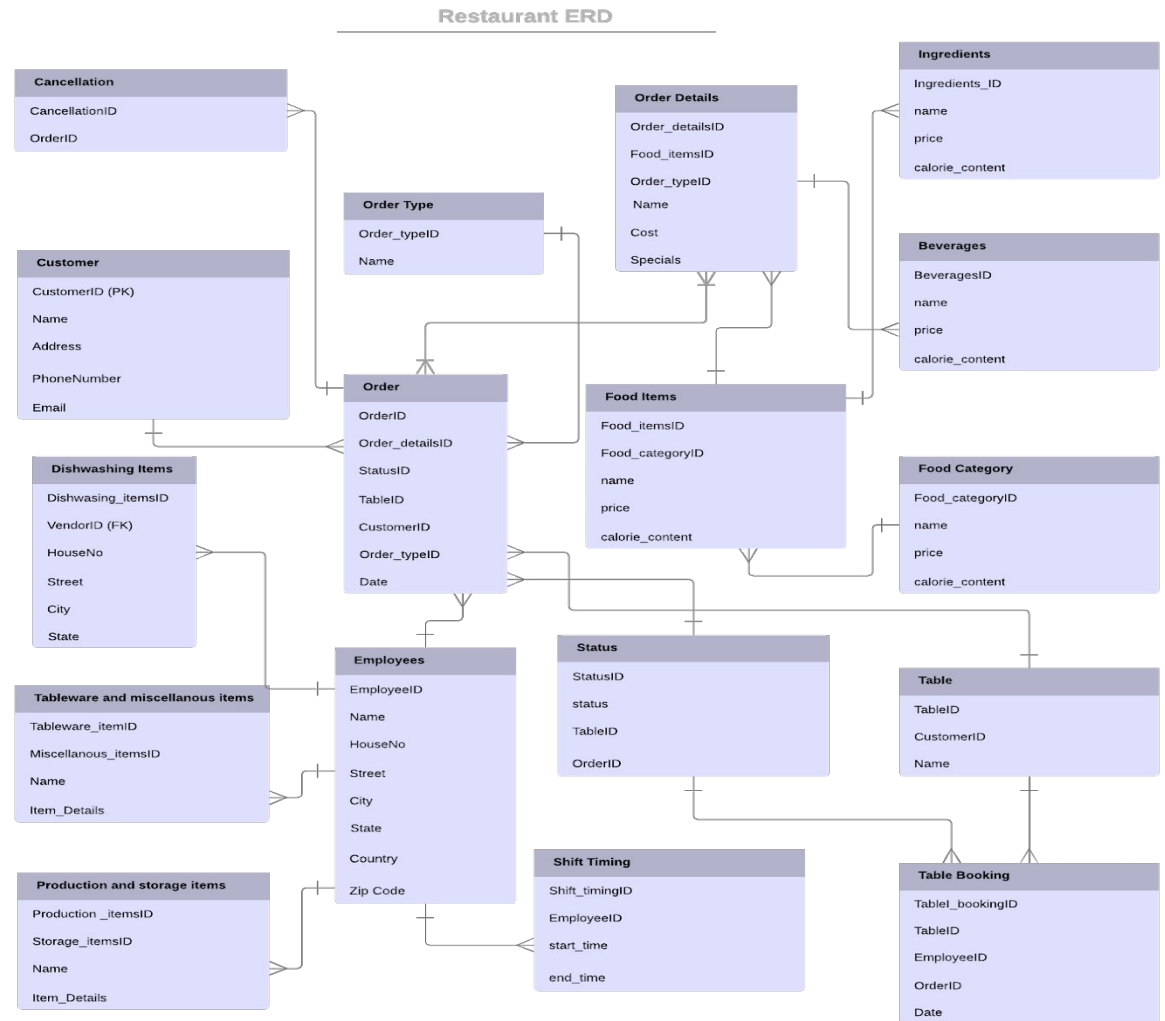 Restaurant ERD
Cancellation
CancellationID
OrderID
Order Type
Order_typeID
Name
Order Details
Order_detailsID
Food_itemsID
Order_typeID
Name
Cost
Specials
Ingredients
Ingredients_ID
name
price
calorie_content
Beverages
BeveragesID
name
price
calorie_content
Customer
CustomerID (PK)
Name
Address
PhoneNumber
Email
Order
OrderID
Order_detailsID
StatusID
TableID
CustomerID
Order_typeID
Date
Food Items
Food_itemsID
Food_categoryID
name
price
calorie_content
Food Category
Food_categoryID
name
price
calorie_content
Dishwashing Items
Dishwasing_itemsID
VendorID (FK)
HouseNo
Street
City
State
Employees
EmployeeID
Name
HouseNo
Street
City
State
Country
Zip Code
Status
StatusID
status
TableID
OrderID
Table
TableID
CustomerID
Name
Tableware and miscellanous items
Tableware_itemID
Miscellanous_itemsID
Name
Item_Details
Production and storage items
Production _itemsID
Storage_itemsID
Name
Item_Details
Shift Timing
Shift_timingID
EmployeeID
start_time
end_time
Table Booking
Tablel_bookingID
TableID
EmployeeID
OrderID
Date